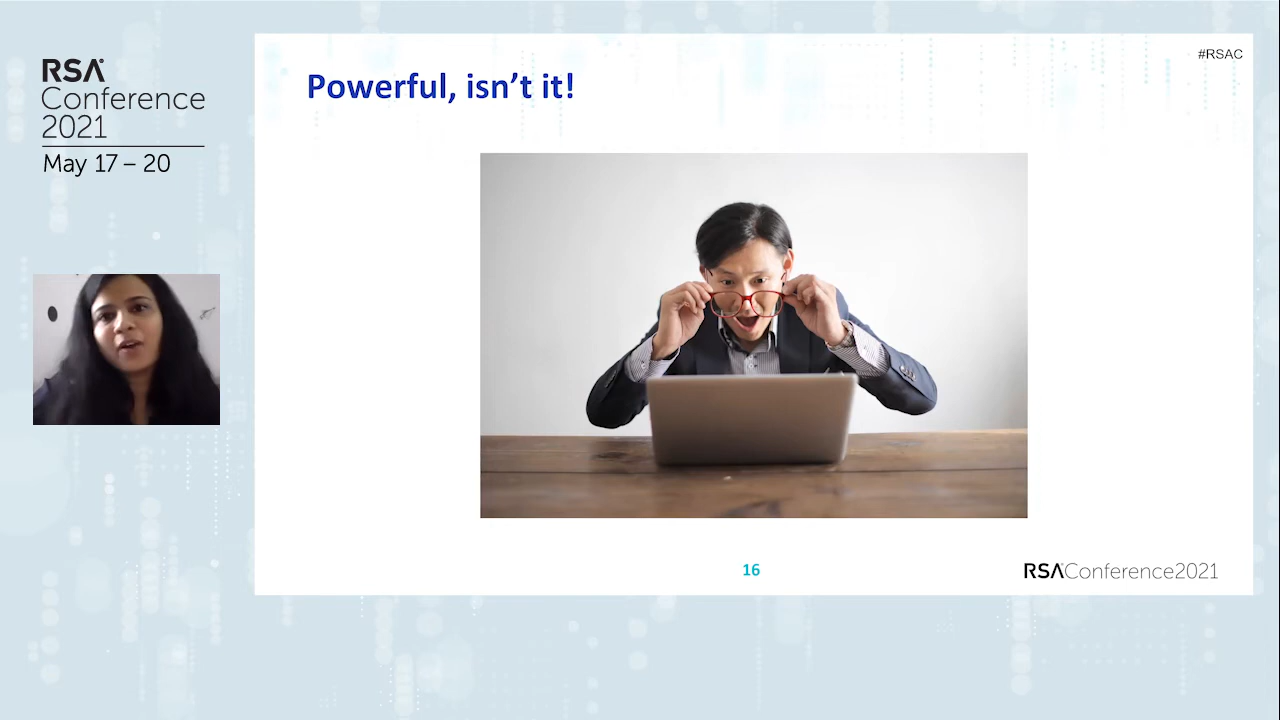 RSA
Conference
2021
May 17 – 20
#RSAC
Powerful, isn’t it!
16
RSAConference2021